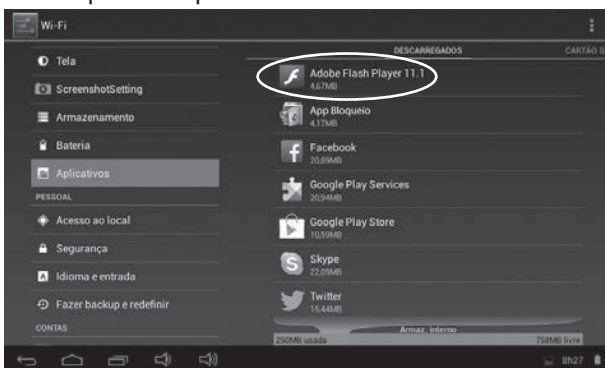 Wi-Fi
Tela
ScreenshotSetting
Armazenamento
Bateria
Aplicativos
PESSOAL
Acesso ao local
Segurança
Idioma e entrada
Fazer backup e redefinir
CONTAS
DESCARREGADOS
CARTÃO S
Adobe Flash Player 11.1
4,67MB
App Bloqueio
4,17MB
Facebook
20,89MB
Google Play Services
20,94MB
Google Play Store
10,59MB
Skype
22,09MB
Twitter
15,44MB
Armaz. interno
250MB usada
758MB livre
8h27